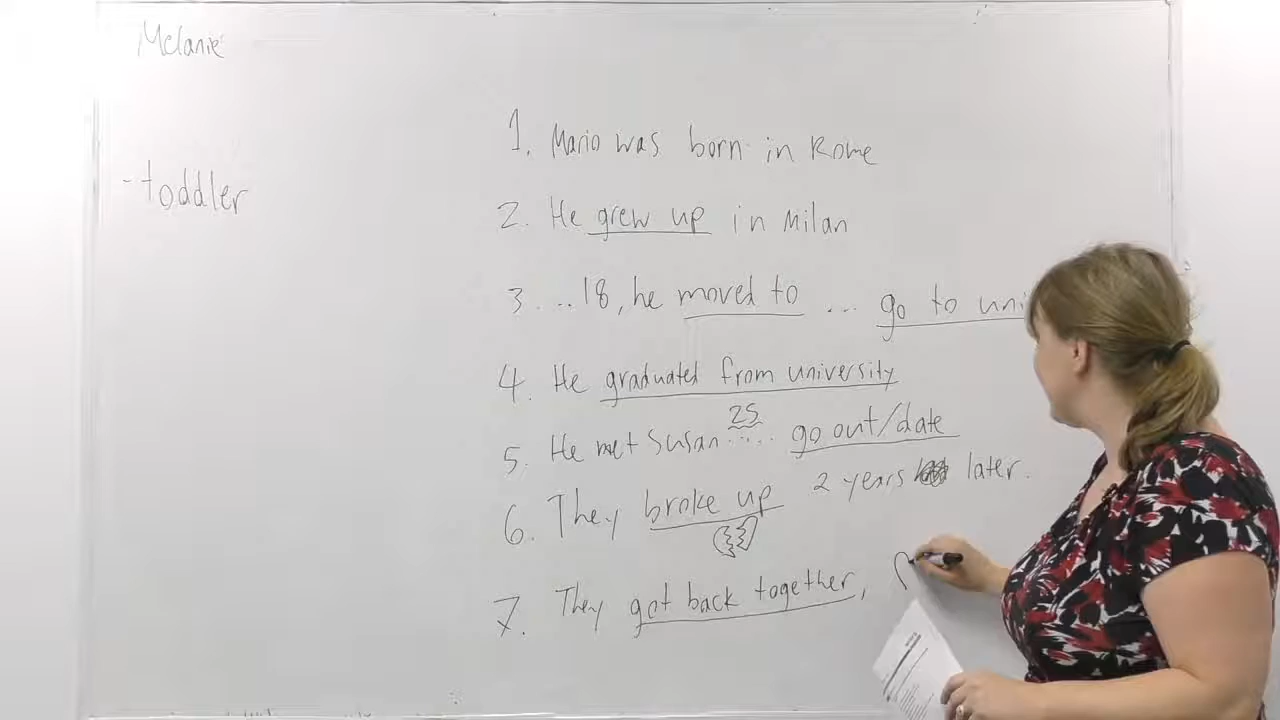 Melanie
-toddler
1. Mario was born in Rome
2. He grew up in Milan
3. ...18, he moved to ... go to uni
4. He graduated from university
25
5. He met Susan ..... go out/date
2 years later.
6. They broke up
7. They got back together,